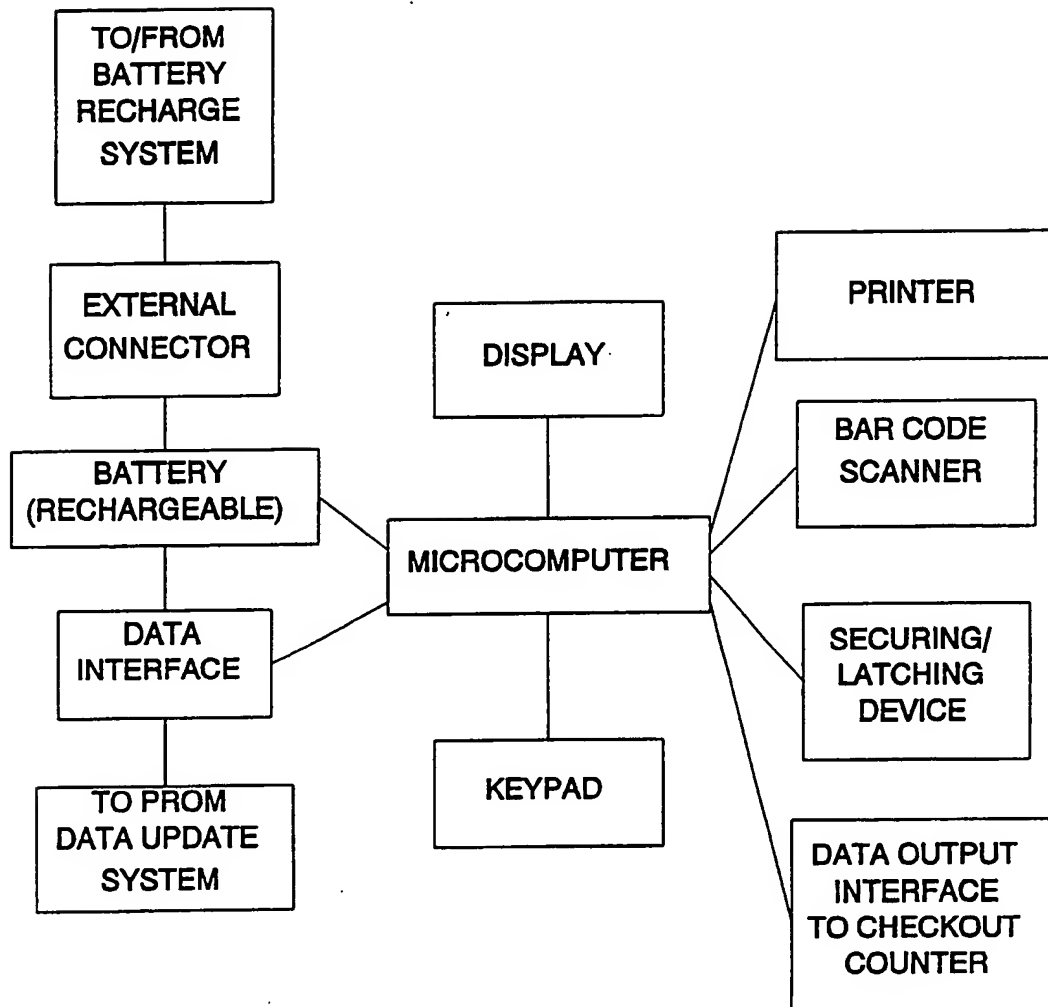 TO/FROM
BATTERY
RECHARGE
SYSTEM
EXTERNAL
CONNECTOR
BATTERY
(RECHARGEABLE)
DATA
INTERFACE
TO PROM
DATA UPDATE
SYSTEM
DISPLAY
MICROCOMPUTER
KEYPAD
PRINTER
BAR CODE
SCANNER
SECURING/
LATCHING
DEVICE
DATA OUTPUT
INTERFACE
TO CHECKOUT
COUNTER